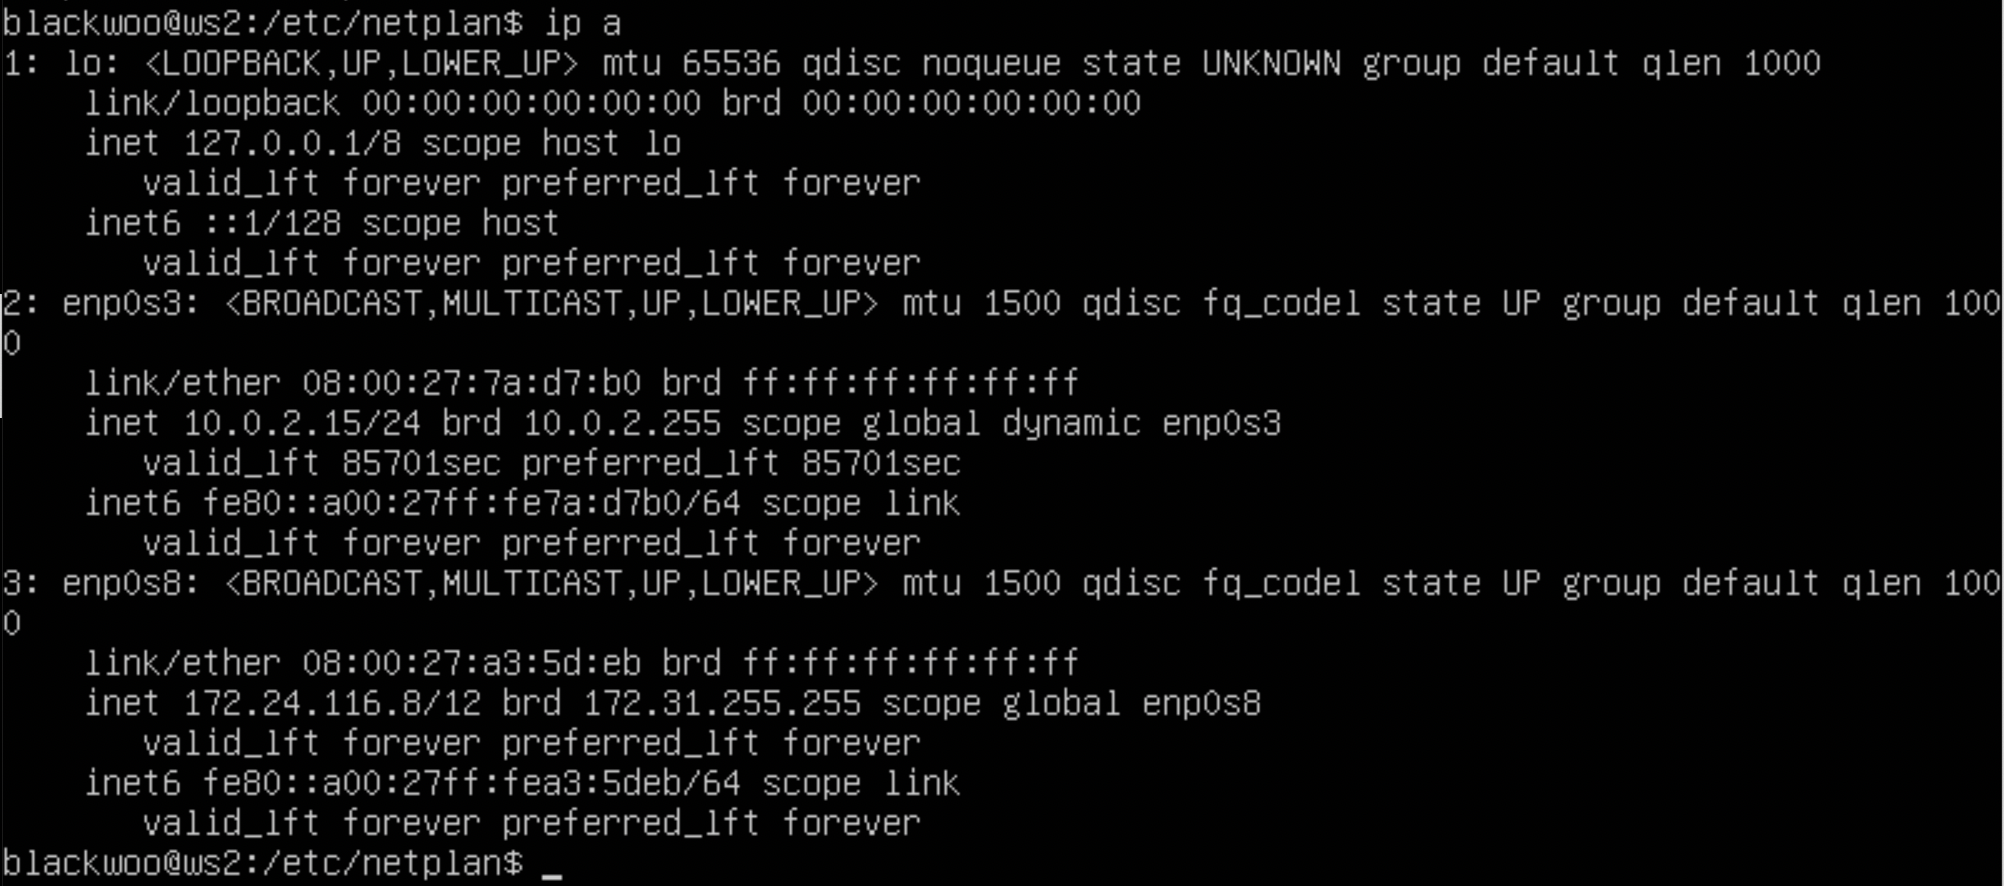 blackwoo@ws2:/etc/netplan$ ip a
1: lo: <LOOPBACK,UP,LOWER_UP> mtu 65536 qdisc noqueue state UNKNOWN group default qlen 1000
    link/loopback 00:00:00:00:00:00 brd 00:00:00:00:00:00
    inet 127.0.0.1/8 scope host lo
       valid_lft forever preferred_lft forever
    inet6 ::1/128 scope host
       valid_lft forever preferred_lft forever
2: enp0s3: <BROADCAST,MULTICAST,UP,LOWER_UP> mtu 1500 qdisc fq_codel state UP group default qlen 100
0
    link/ether 08:00:27:7a:d7:b0 brd ff:ff:ff:ff:ff:ff
    inet 10.0.2.15/24 brd 10.0.2.255 scope global dynamic enp0s3
       valid_lft 85701sec preferred_lft 85701sec
    inet6 fe80::a00:27ff:fe7a:d7b0/64 scope link
       valid_lft forever preferred_lft forever
3: enp0s8: <BROADCAST,MULTICAST,UP,LOWER_UP> mtu 1500 qdisc fq_codel state UP group default qlen 100
0
    link/ether 08:00:27:a3:5d:eb brd ff:ff:ff:ff:ff:ff
    inet 172.24.116.8/12 brd 172.31.255.255 scope global enp0s8
       valid_lft forever preferred_lft forever
    inet6 fe80::a00:27ff:fea3:5deb/64 scope link
       valid_lft forever preferred_lft forever
blackwoo@ws2:/etc/netplan$ _